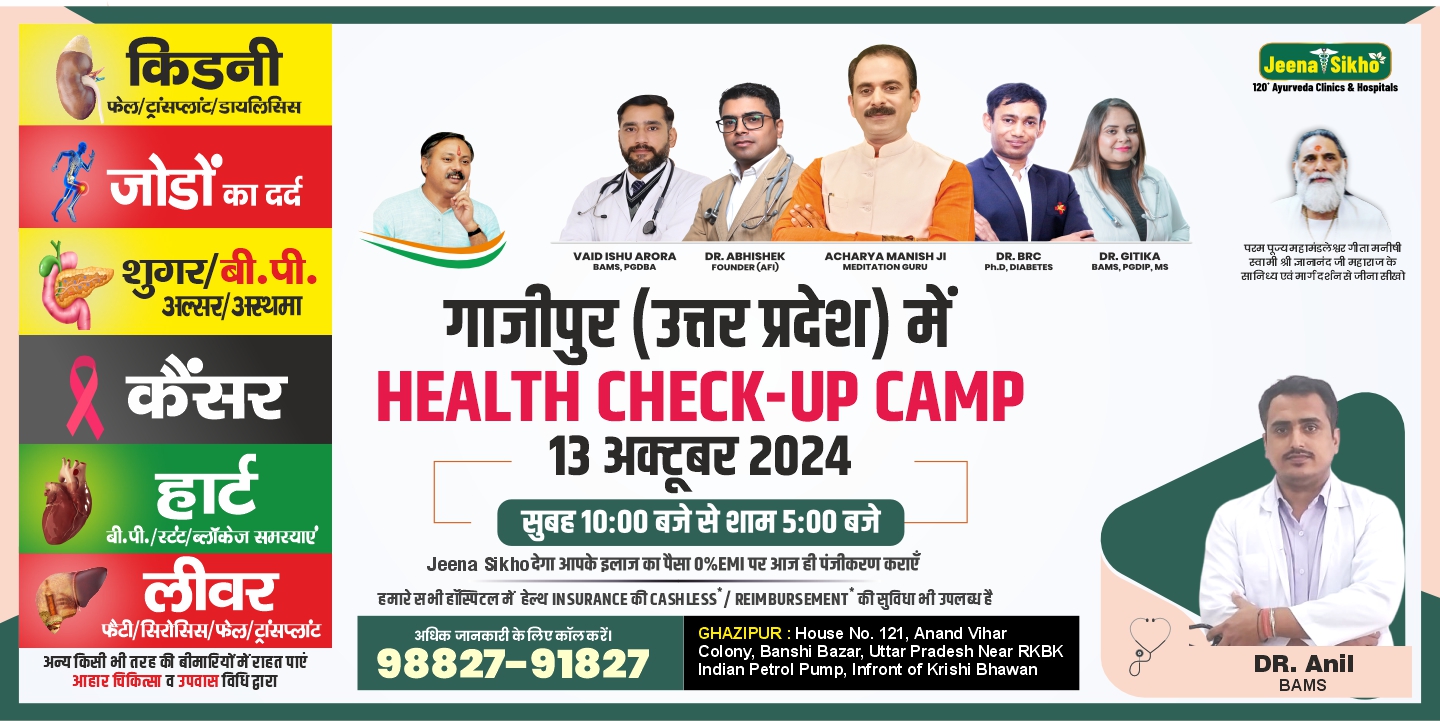 किडनी
फेल/ट्रांसप्लांट/डायलिसिस
जोडों का दर्द
शुगर/बी.पी.
अल्सर/अस्थमा
कैंसर
हार्ट
बी.पी./स्टंट/ब्लॉकेज समस्याएं
लीवर
फैटी/सिरोसिस/फेल/ट्रांसप्लांट
अन्य किसी भी तरह की बीमारियों में राहत पाएं
आहार चिकित्सा व उपवास विधि द्वारा
Jeena Sikho
120+ Ayurveda Clinics & Hospitals
VAID ISHU ARORA
BAMS, PGDBA
DR. ABHISHEK
FOUNDER (AFI)
ACHARYA MANISH JI
MEDITATION GURU
DR. BRC
Ph.D, DIABETES
DR. GITIKA
BAMS, PGDIP, MS
परम पूज्य महामंडलेश्वर गीता मनीषी
स्वामी श्री ज्ञानानंद जी महाराज के
सानिध्य एवं मार्गदर्शन से जीना सीखो
गाजीपुर (उत्तर प्रदेश) में
HEALTH CHECK-UP CAMP
13 अक्टूबर 2024
सुबह 10:00 बजे से शाम 5:00 बजे
Jeena Sikho देगा आपके इलाज का पैसा 0% EMI पर आज ही पंजीकरण कराएँ
हमारे सभी हॉस्पिटल में हेल्थ INSURANCE की CASHLESS* / REIMBURSEMENT* की सुविधा भी उपलब्ध है
अधिक जानकारी के लिए कॉल करें।
98827-91827
GHAZIPUR : House No. 121, Anand Vihar
Colony, Banshi Bazar, Uttar Pradesh Near RKBK
Indian Petrol Pump, Infront of Krishi Bhawan
DR. Anil
BAMS